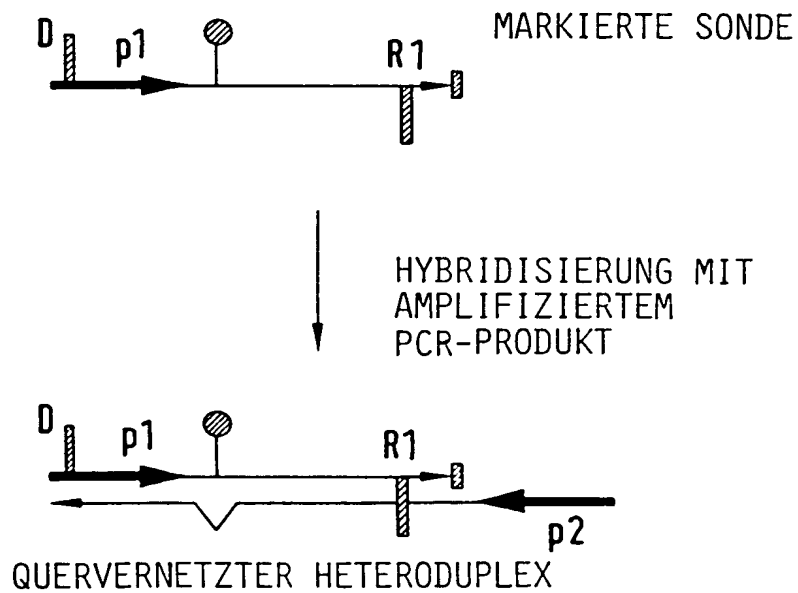 MARKIERTE SONDE
D p1 R1
HYBRIDISIERUNG MIT
AMPLIFIZIERTEM
PCR-PRODUKT
D p1 R1
p2
QUERVERNETZTER HETERODUPLEX